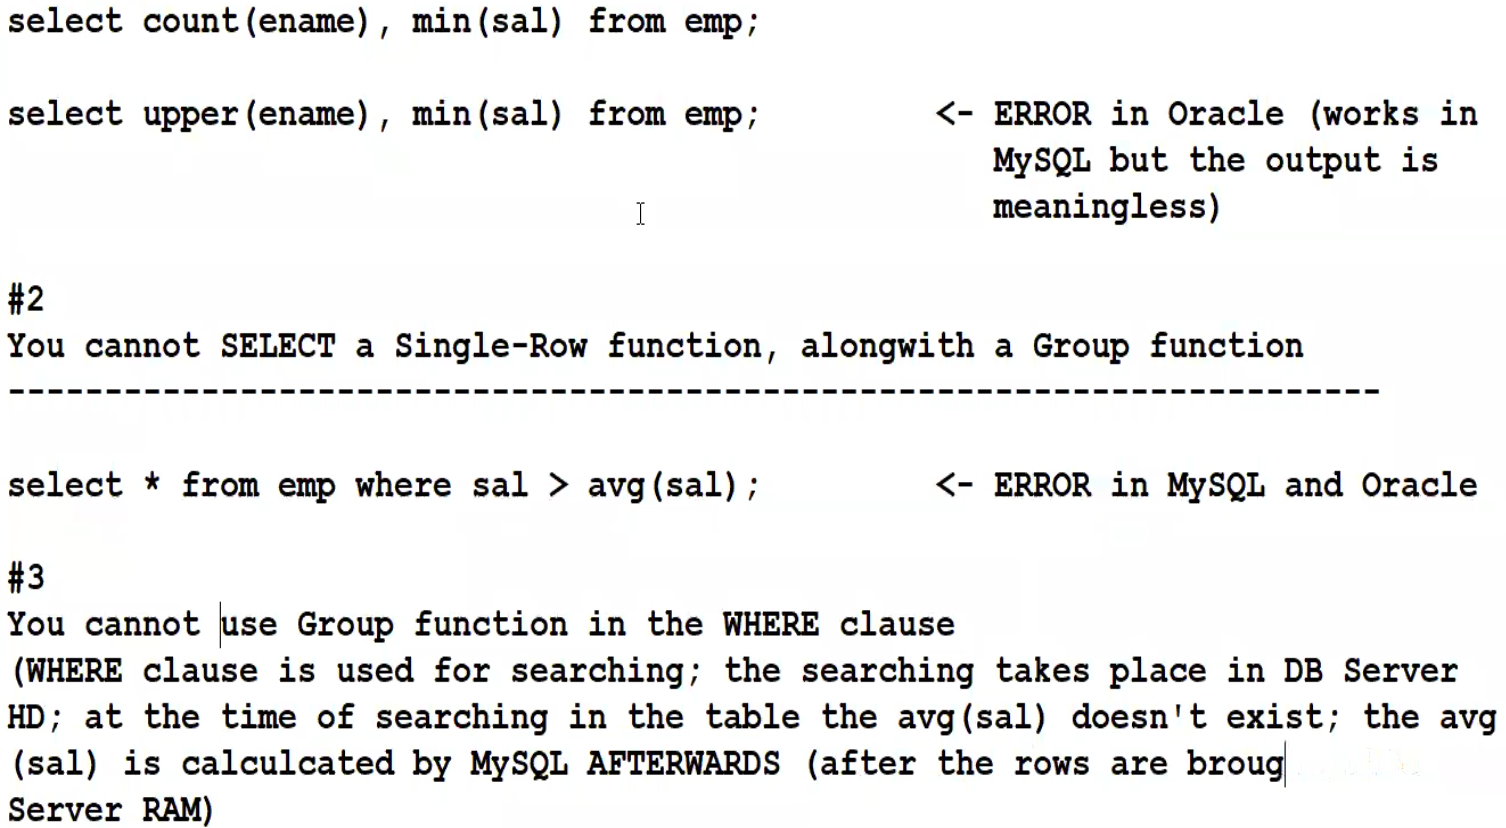 select count(ename), min(sal) from emp;
select upper(ename), min(sal) from emp; <- ERROR in Oracle (works in
MySQL but the output is
meaningless)
#2
You cannot SELECT a Single-Row function, alongwith a Group function
-----------------------------------------------------------------------
select * from emp where sal > avg(sal); <- ERROR in MySQL and Oracle
#3
You cannot use Group function in the WHERE clause
(WHERE clause is used for searching; the searching takes place in DB Server
HD; at the time of searching in the table the avg(sal) doesn't exist; the avg
(sal) is calculcated by MySQL AFTERWARDS (after the rows are broug
Server RAM)